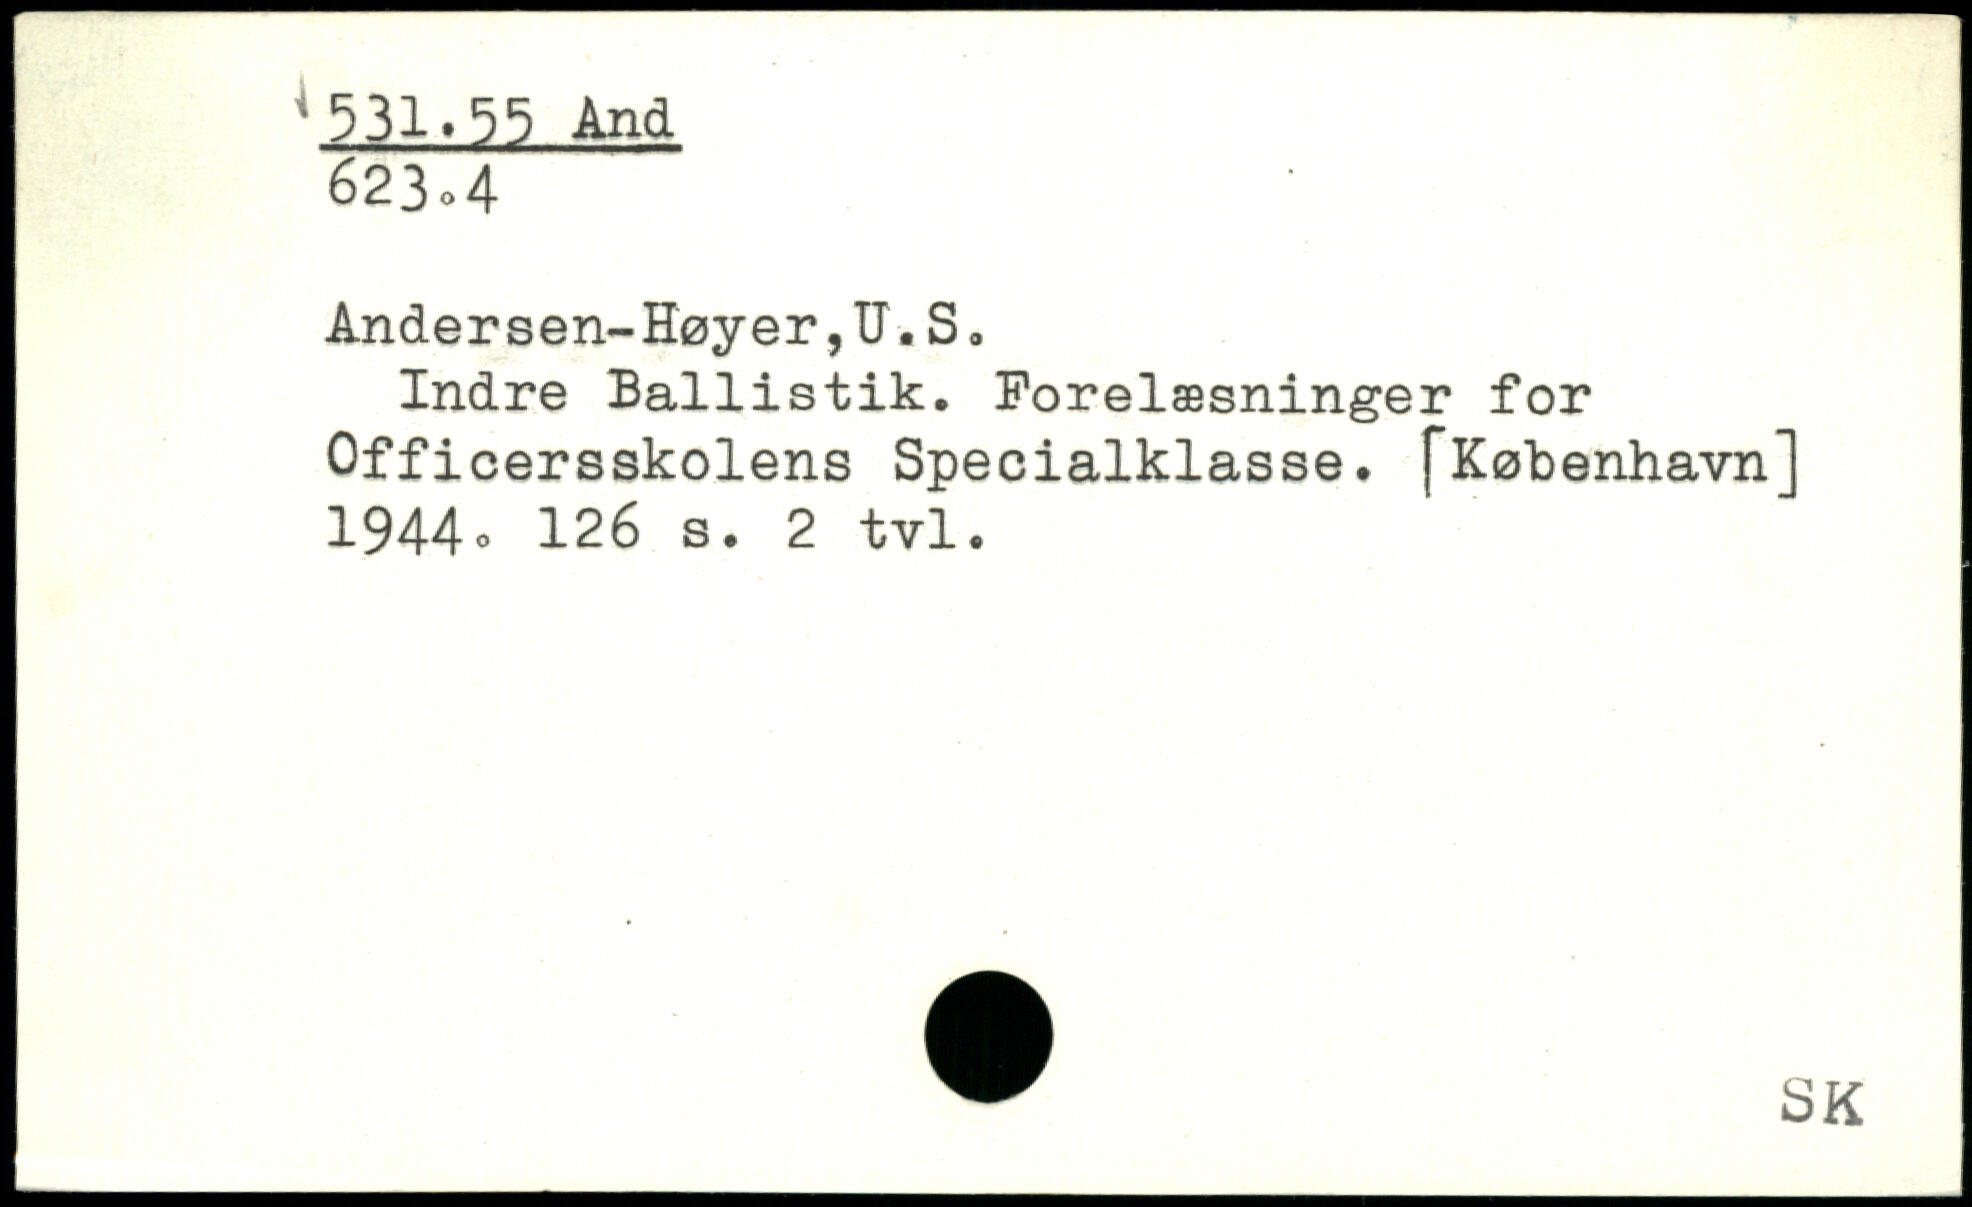 531.55 And
623.4
Andersen-Høyer,U.S.
Indre Ballistik. Forelæsninger for
Officersskolens Specialklasse. [København]
1944. 126 s. 2 tvl.
SK